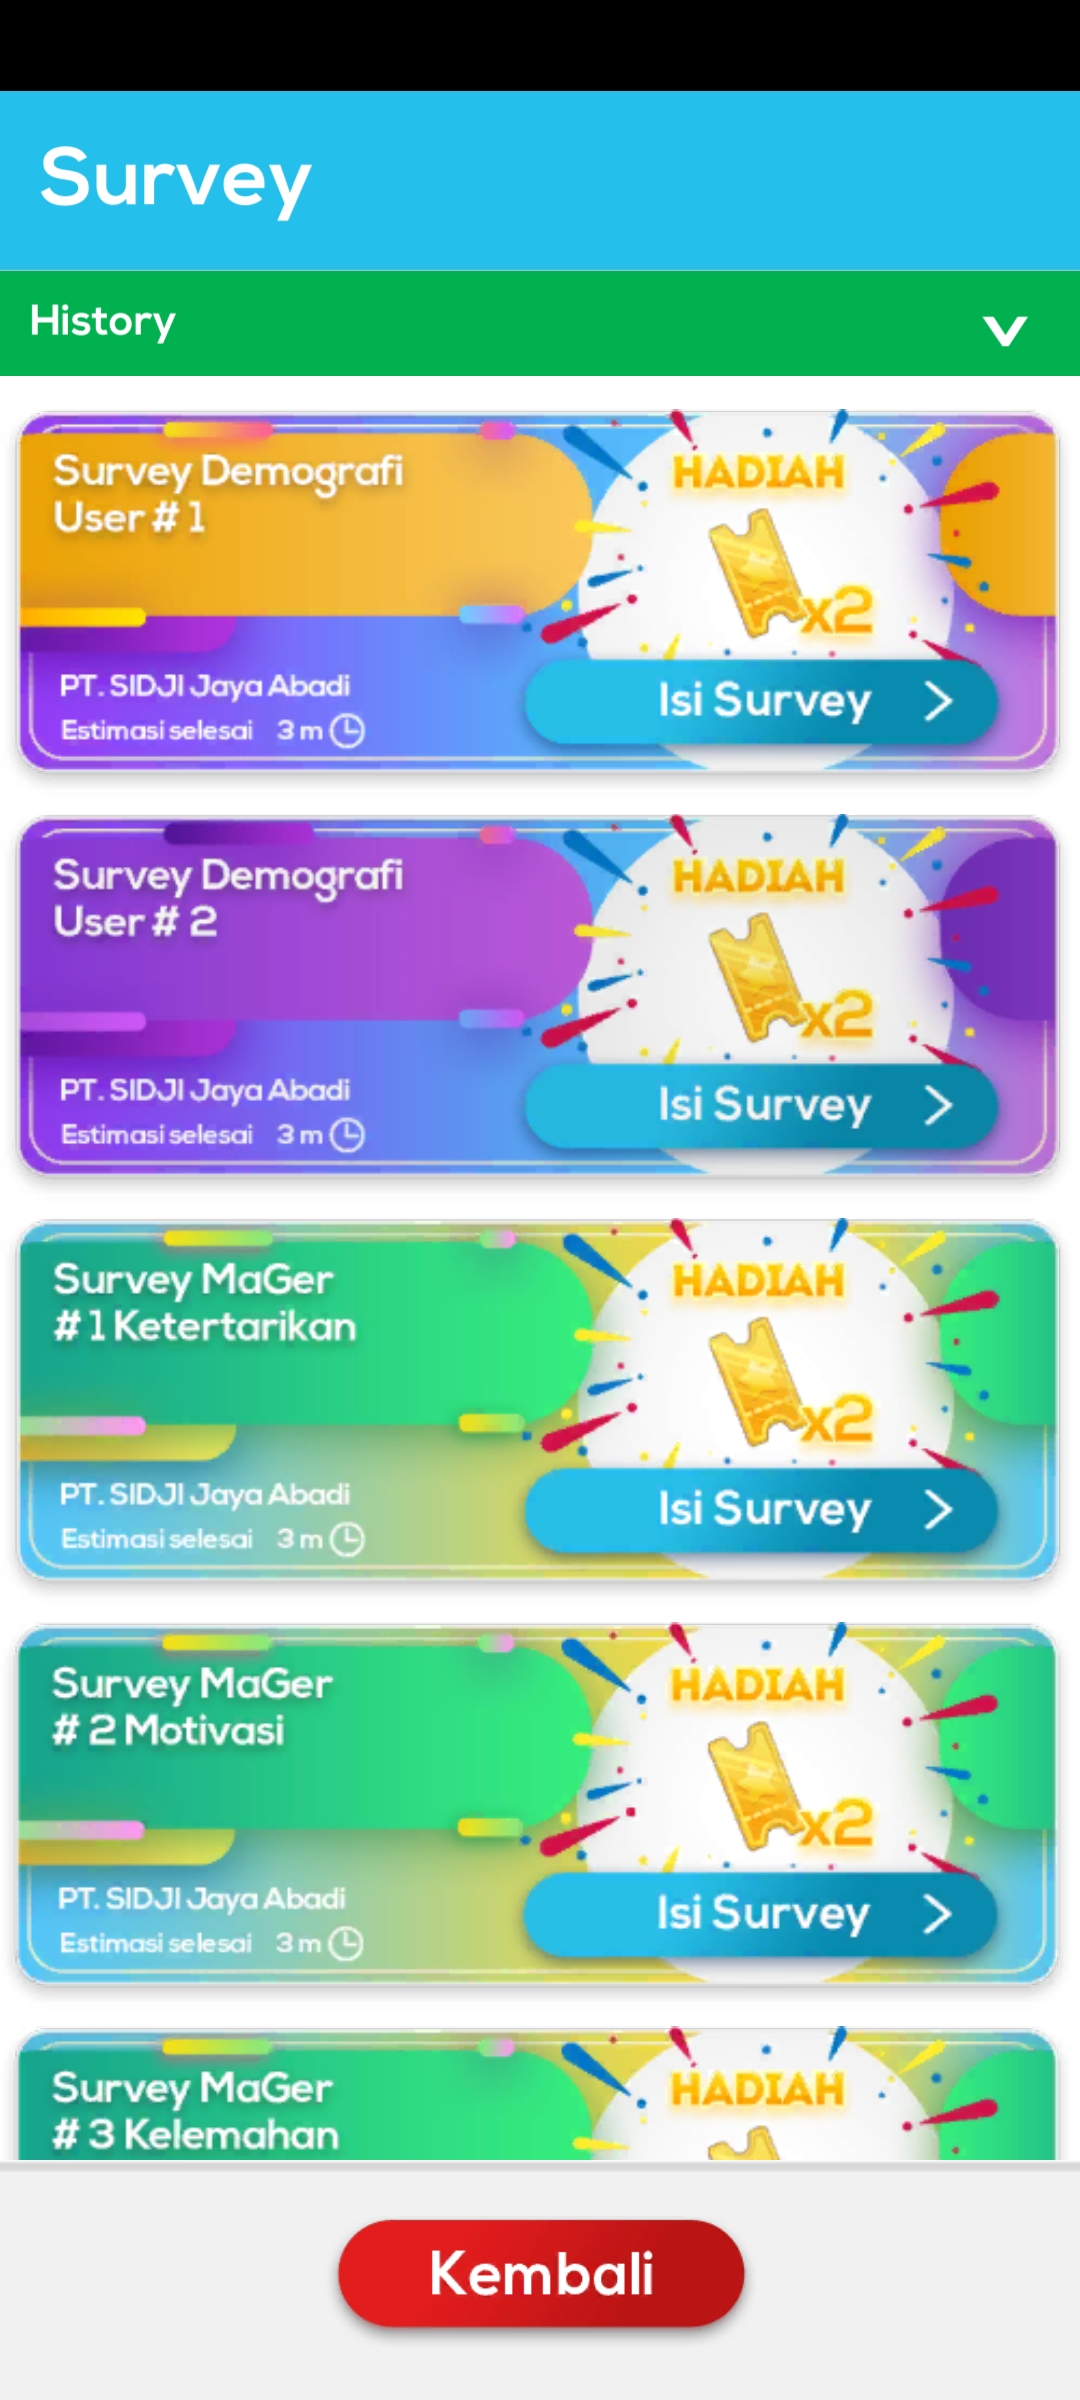 Survey
History
Survey Demografi
User # 1
HADIAH
x2
PT. SIDJI Jaya Abadi
Estimasi selesai 3 m
Isi Survey
Survey Demografi
User # 2
HADIAH
x2
PT. SIDJI Jaya Abadi
Estimasi selesai 3 m
Isi Survey
Survey MaGer
# 1 Ketertarikan
HADIAH
x2
PT. SIDJI Jaya Abadi
Estimasi selesai 3 m
Isi Survey
Survey MaGer
# 2 Motivasi
HADIAH
x2
PT. SIDJI Jaya Abadi
Estimasi selesai 3 m
Isi Survey
Survey MaGer
# 3 Kelemahan
HADIAH
Kembali